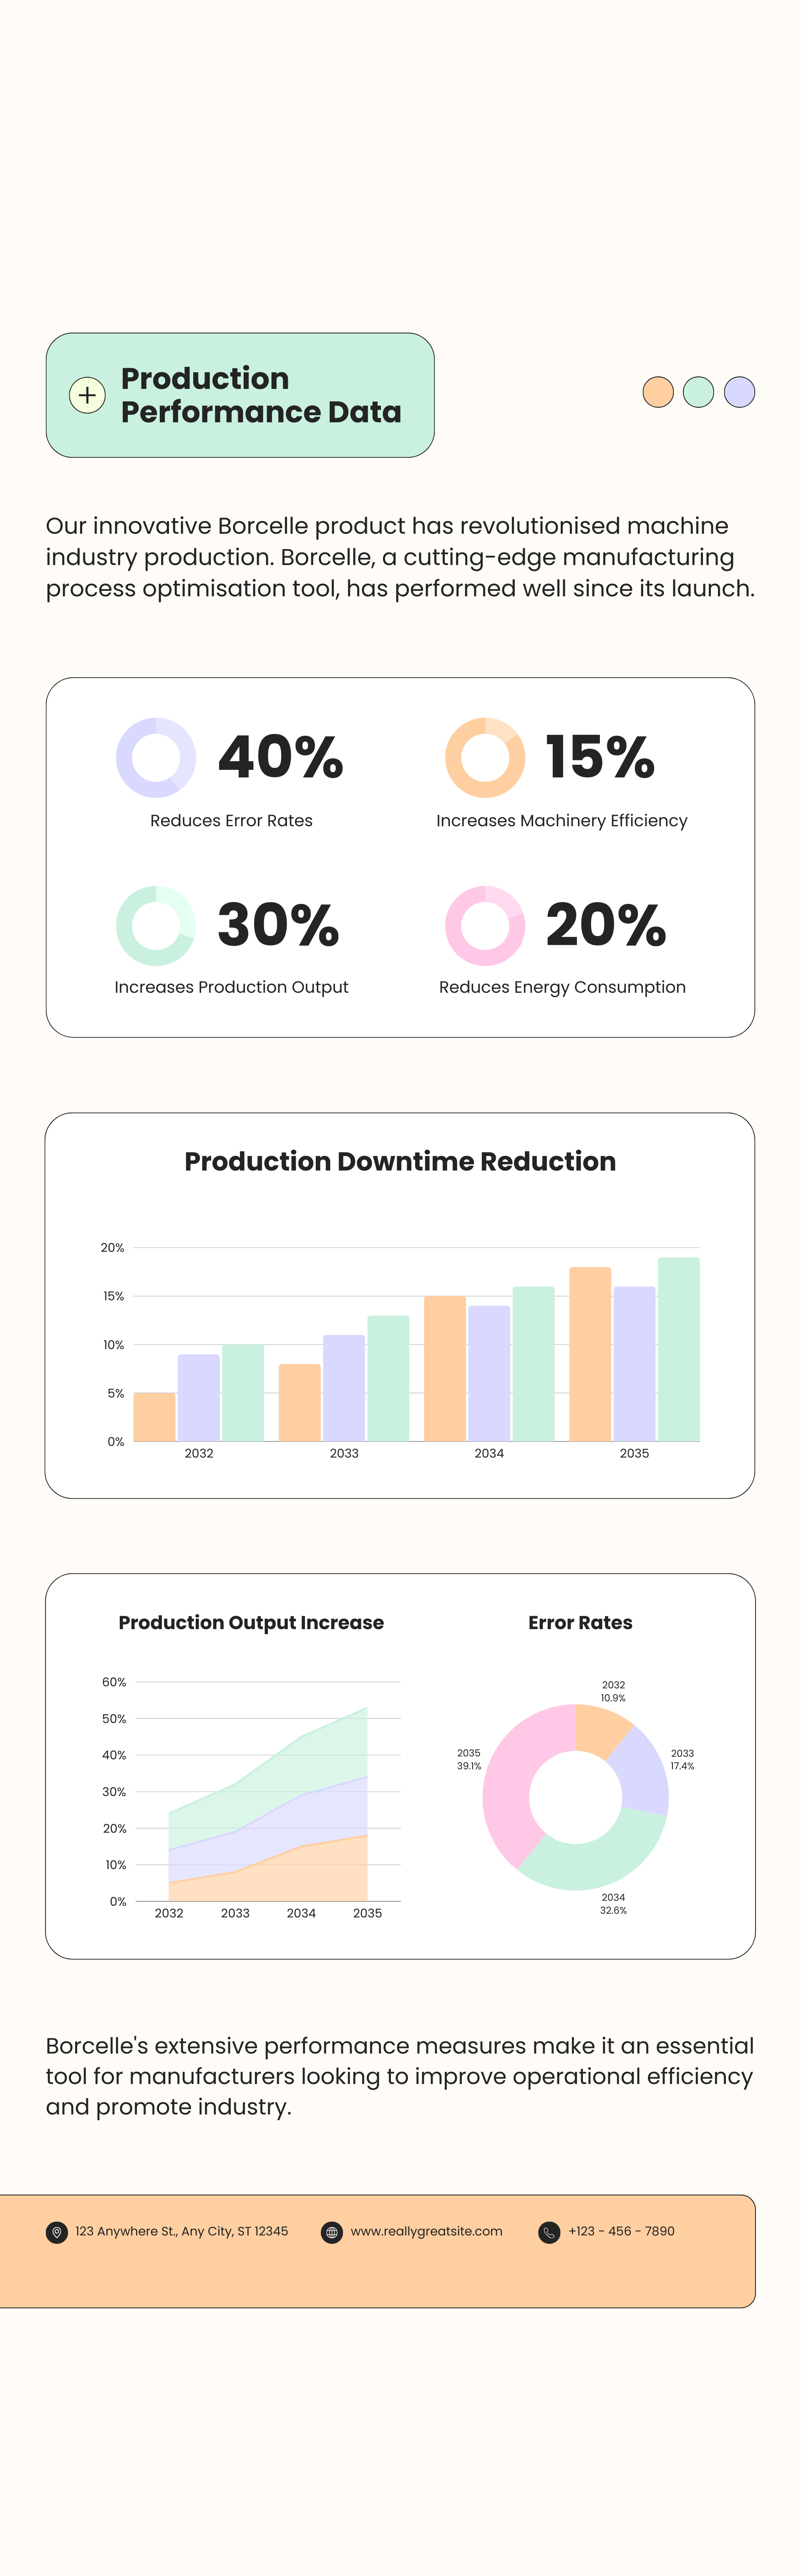 Production
Performance Data
Our innovative Borcelle product has revolutionised machine
industry production. Borcelle, a cutting-edge manufacturing
process optimisation tool, has performed well since its launch.
40%
Reduces Error Rates
15%
Increases Machinery Efficiency
30%
Increases Production Output
20%
Reduces Energy Consumption
Production Downtime Reduction
20%
15%
10%
5%
0%
2032 2033 2034 2035
Production Output Increase
60%
50%
40%
30%
20%
10%
0%
2032 2033 2034 2035
Error Rates
2032
10.9%
2033
17.4%
2034
32.6%
2035
39.1%
Borcelle's extensive performance measures make it an essential
tool for manufacturers looking to improve operational efficiency
and promote industry.
123 Anywhere St., Any City, ST 12345
www.reallygreatsite.com
+123 - 456 - 7890